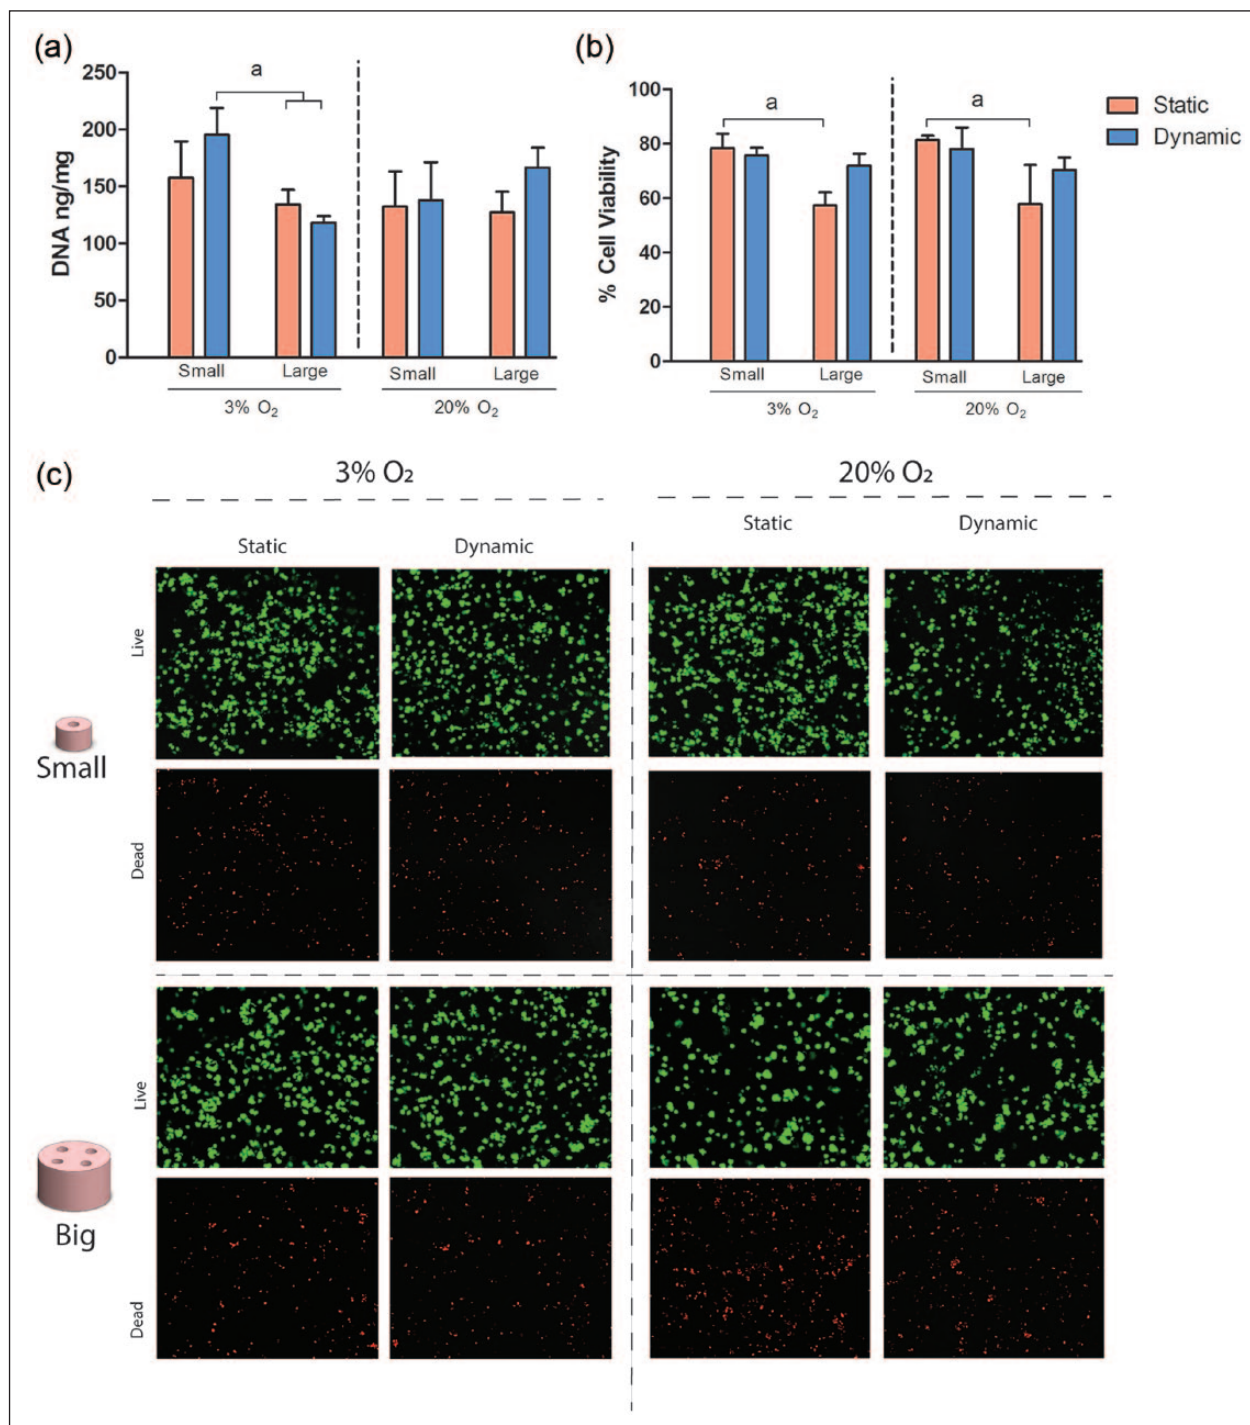 (a)
250
200
150
100
50
0
DNA ng/mg
a
Small
Large
Small
Large
3% O₂
20% O₂
(b)
100
80
60
40
20
0
% Cell Viability
a
a
Small
Large
Small
Large
3% O₂
20% O₂
Static
Dynamic
(c)
3% O₂
20% O₂
Static
Dynamic
Static
Dynamic
Live
Small
Dead
Live
Big
Dead